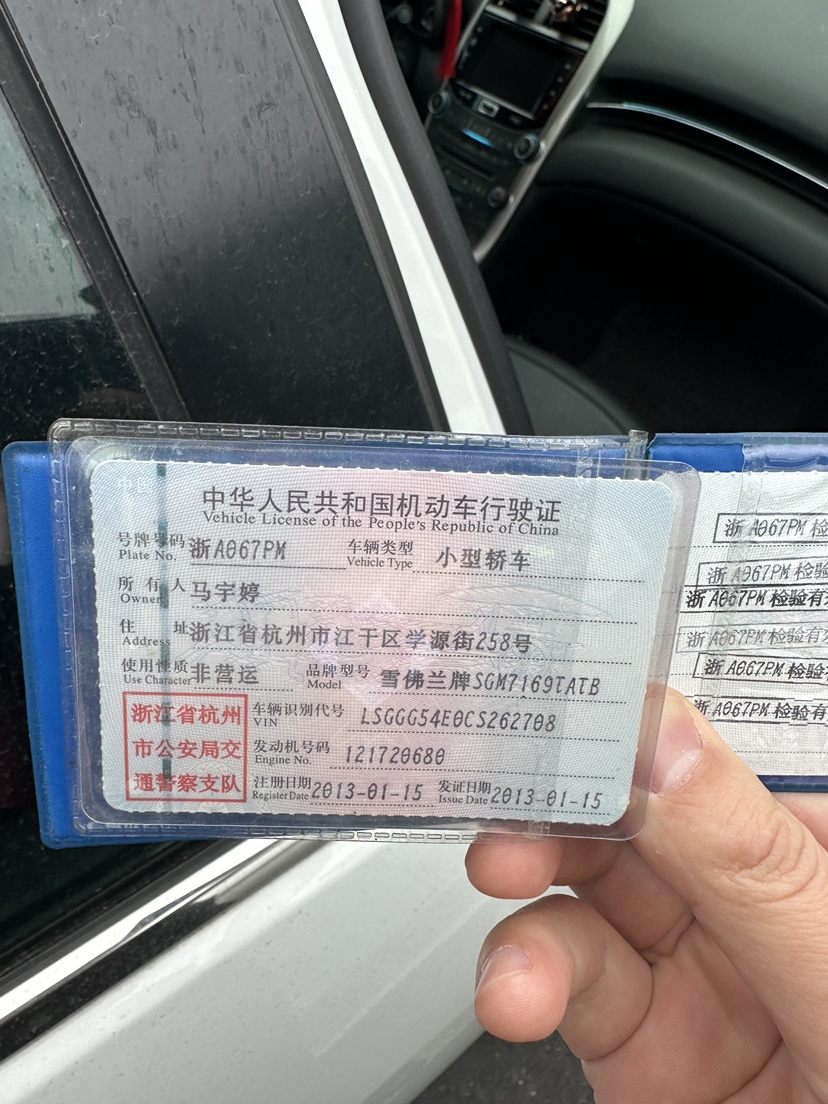 中华人民共和国机动车行驶证
Vehicle License of the People's Republic of China
号牌号码 浙A067PM 车辆类型 小型轿车
Plate No. Vehicle Type
所有人 马宇婷
Owner
住址 浙江省杭州市江干区学源街258号
Address
使用性质 非营运 品牌型号 雪佛兰牌SGM7169TATB
Use Character Model
浙江省杭州
市公安局交
通警察支队
车辆识别代号 LSGGG54E0CS262708
VIN
发动机号码 121720680
Engine No.
注册日期 2013-01-15 发证日期 2013-01-15
Register Date Issue Date
浙A067PM 检验
浙A067PM 检验
浙A067PM 检验有
浙A067PM 检验有
浙A067PM 检验
浙A067PM 检验有